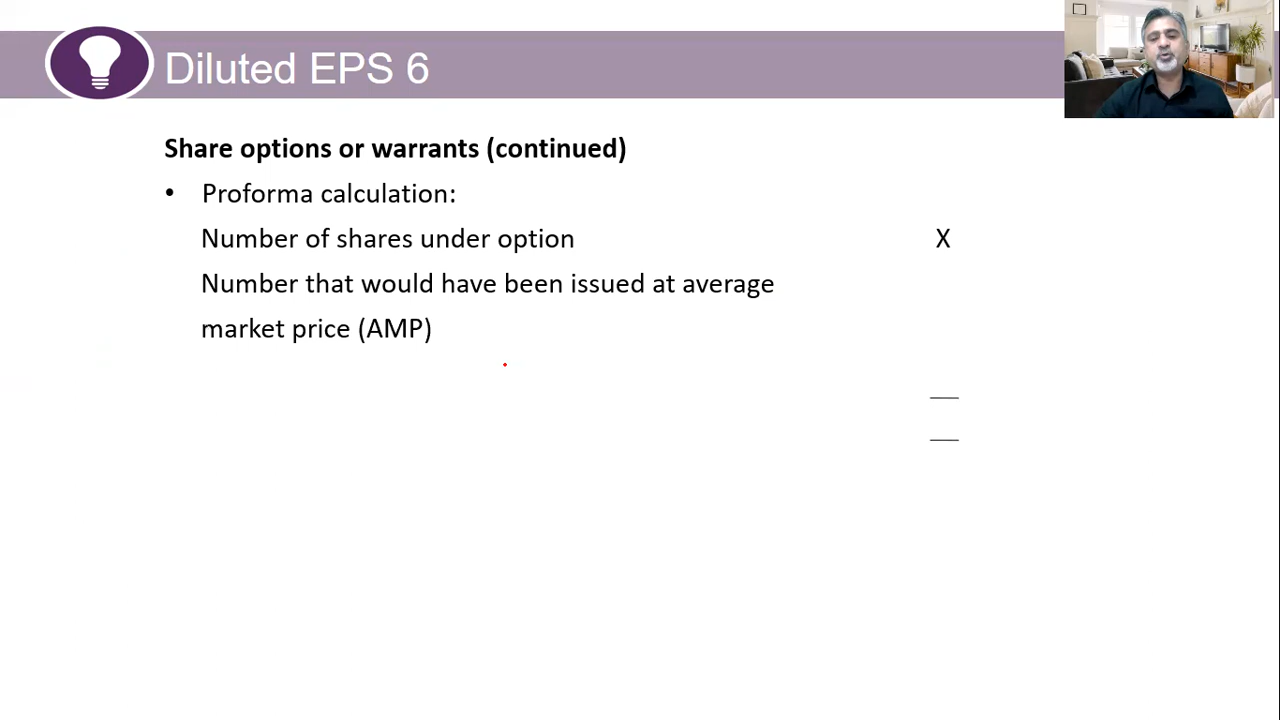 Diluted EPS 6
Share options or warrants (continued)
• Proforma calculation:
Number of shares under option X
Number that would have been issued at average
market price (AMP)